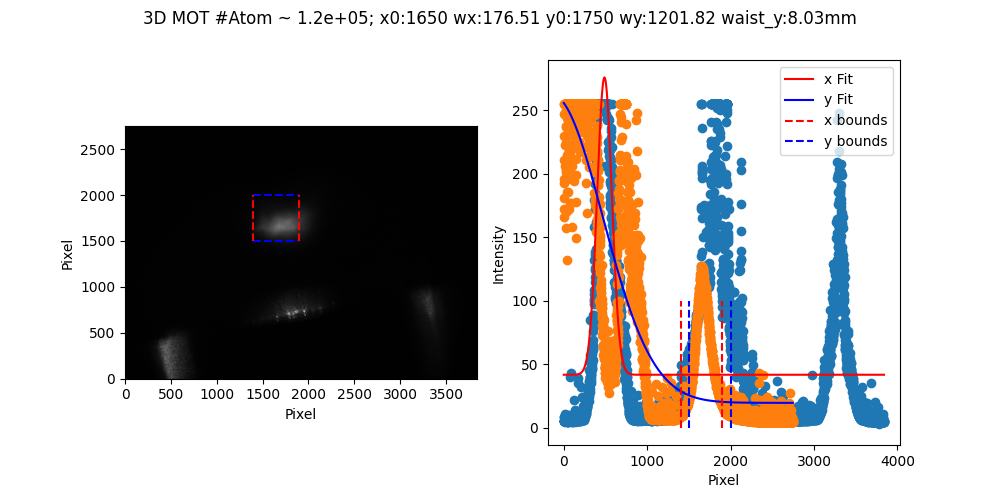 3D MOT #Atom ~ 1.2e+05; x0:1650 wx:176.51 y0:1750 wy:1201.82 waist_y:8.03mm
2500
2000
1500
1000
500
0
Pixel
0 500 1000 1500 2000 2500 3000 3500
Pixel
250
200
150
100
50
0
Intensity
x Fit
y Fit
x bounds
y bounds
0 1000 2000 3000 4000
Pixel